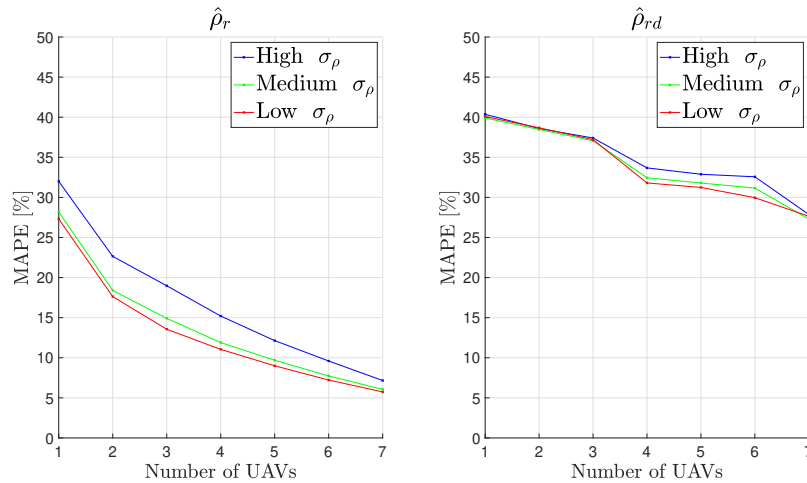 ρ̂_r
50
45
40
35
30
25
20
15
10
5
0
MAPE [%]
High σ_ρ
Medium σ_ρ
Low σ_ρ
1 2 3 4 5 6 7
Number of UAVs
ρ̂_rd
50
45
40
35
30
25
20
15
10
5
0
MAPE [%]
High σ_ρ
Medium σ_ρ
Low σ_ρ
1 2 3 4 5 6 7
Number of UAVs